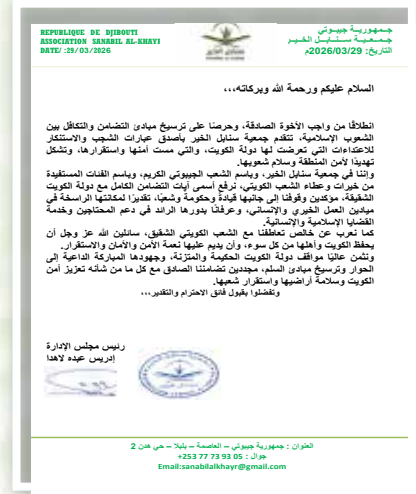 REPUBLIQUE DE DJIBOUTI
ASSOCIATION SANABIL AL-KHAYI
DATE/ :29/03/2026
جـمـهوريـة جيبـوتي
جـمـعـيـة سـنـابـل الخـيـر
التاريخ: 2026/03/29م
السلام عليكم ورحمة الله وبركاته،،،
انطلاقًا من واجب الأخوة الصادقة، وحرصًا على ترسيخ مبادئ التضامن والتكافل بين
الشعوب الإسلامية، تتقدم جمعية سنابل الخير بأصدق عبارات الشجب والاستنكار
للاعتداءات التي تعرضت لها دولة الكويت، والتي مست أمنها واستقرارها، وتشكل
تهديدًا لأمن المنطقة وسلام شعوبها.
وإننا في جمعية سنابل الخير، وباسم الشعب الجيبوتي الكريم، وباسم الفئات المستفيدة
من خيرات وعطاء الشعب الكويتي، نرفع أسمى آيات التضامن الكامل مع دولة الكويت
الشقيقة، مؤكدين وقوفنا إلى جانبها قيادةً وحكومةً وشعبًا، تقديرًا لمكانتها الراسخة في
ميادين العمل الخيري والإنساني، وعرفانًا بدورها الرائد في دعم المحتاجين وخدمة
القضايا الإسلامية والإنسانية.
كما نعرب عن خالص تعاطفنا مع الشعب الكويتي الشقيق، سائلين الله عز وجل أن
يحفظ الكويت وأهلها من كل سوء، وأن يديم عليها نعمة الأمن والأمان والاستقرار.
ونثمن عاليًا مواقف دولة الكويت الحكيمة والمتزنة، وجهودها المباركة الداعية إلى
الحوار وترسيخ مبادئ السلم، مجددين تضامننا الصادق مع كل ما من شأنه تعزيز أمن
الكويت وسلامة أراضيها واستقرار شعبها.
وتفضلوا بقبول فائق الاحترام والتقدير،،،
رئيس مجلس الإدارة
إدريس عبده لاهدا
العنوان : جمهورية جيبوتي – العاصمة – بلبلا – حي هدن 2
جوال : 05 93 73 77 253+
Email:sanabilalkhayr@gmail.com